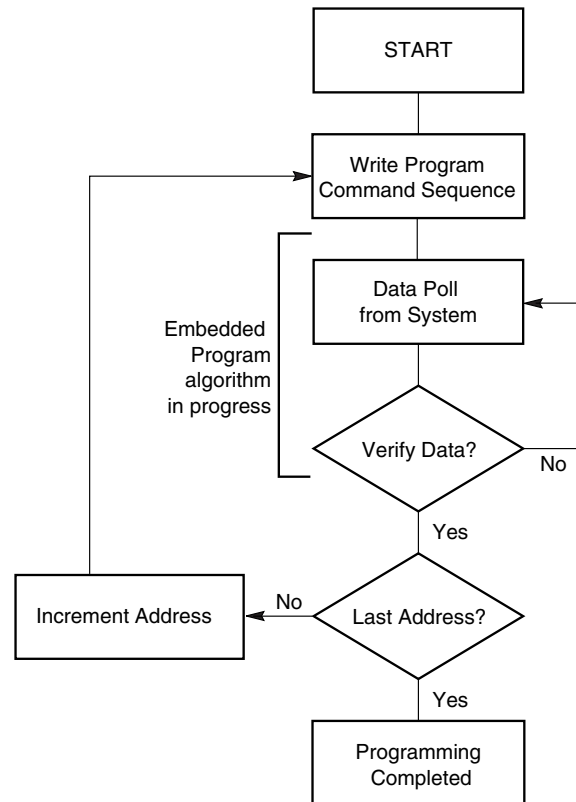 START
Write Program
Command Sequence
Data Poll
from System
Embedded
Program
algorithm
in progress
Verify Data?
No
Yes
Increment Address
No
Last Address?
Yes
Programming
Completed